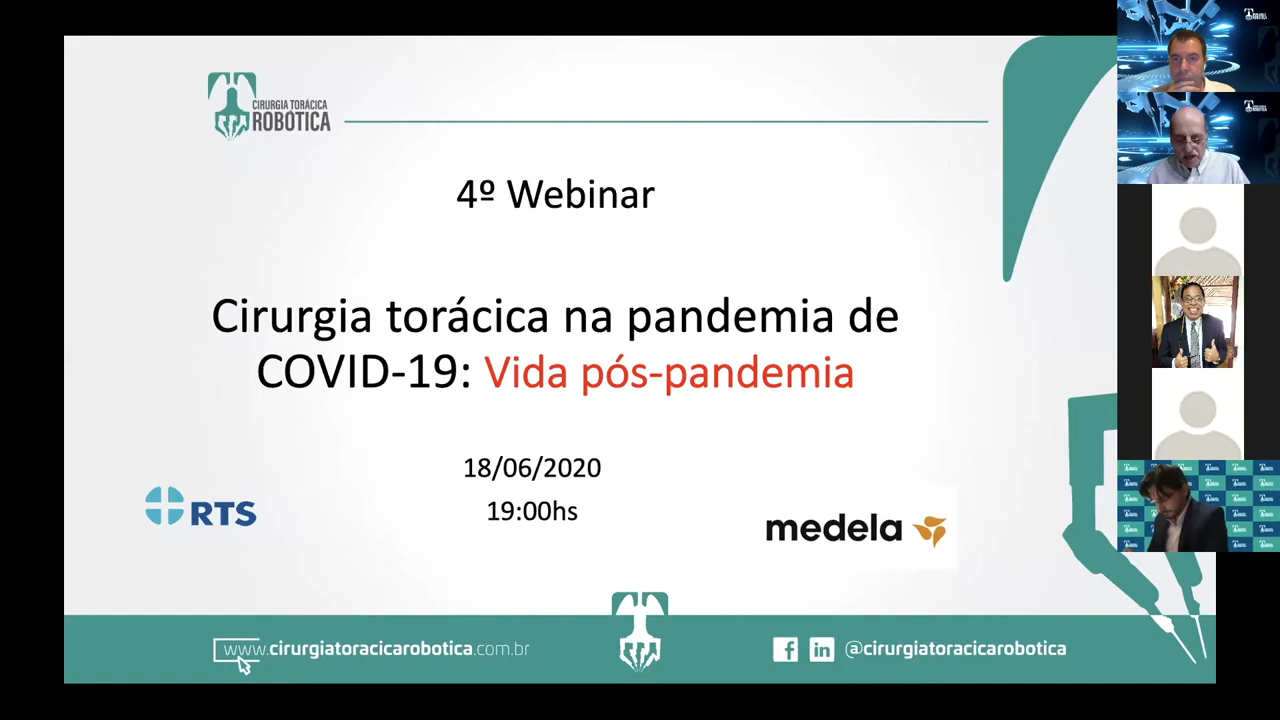 CIRURGIA TORÁCICA
ROBÓTICA
4º Webinar
Cirurgia torácica na pandemia de
COVID-19: Vida pós-pandemia
18/06/2020
19:00hs
RTS
medela
www.cirurgiatoracicarobotica.com.br
@cirurgiatoracicarobotica